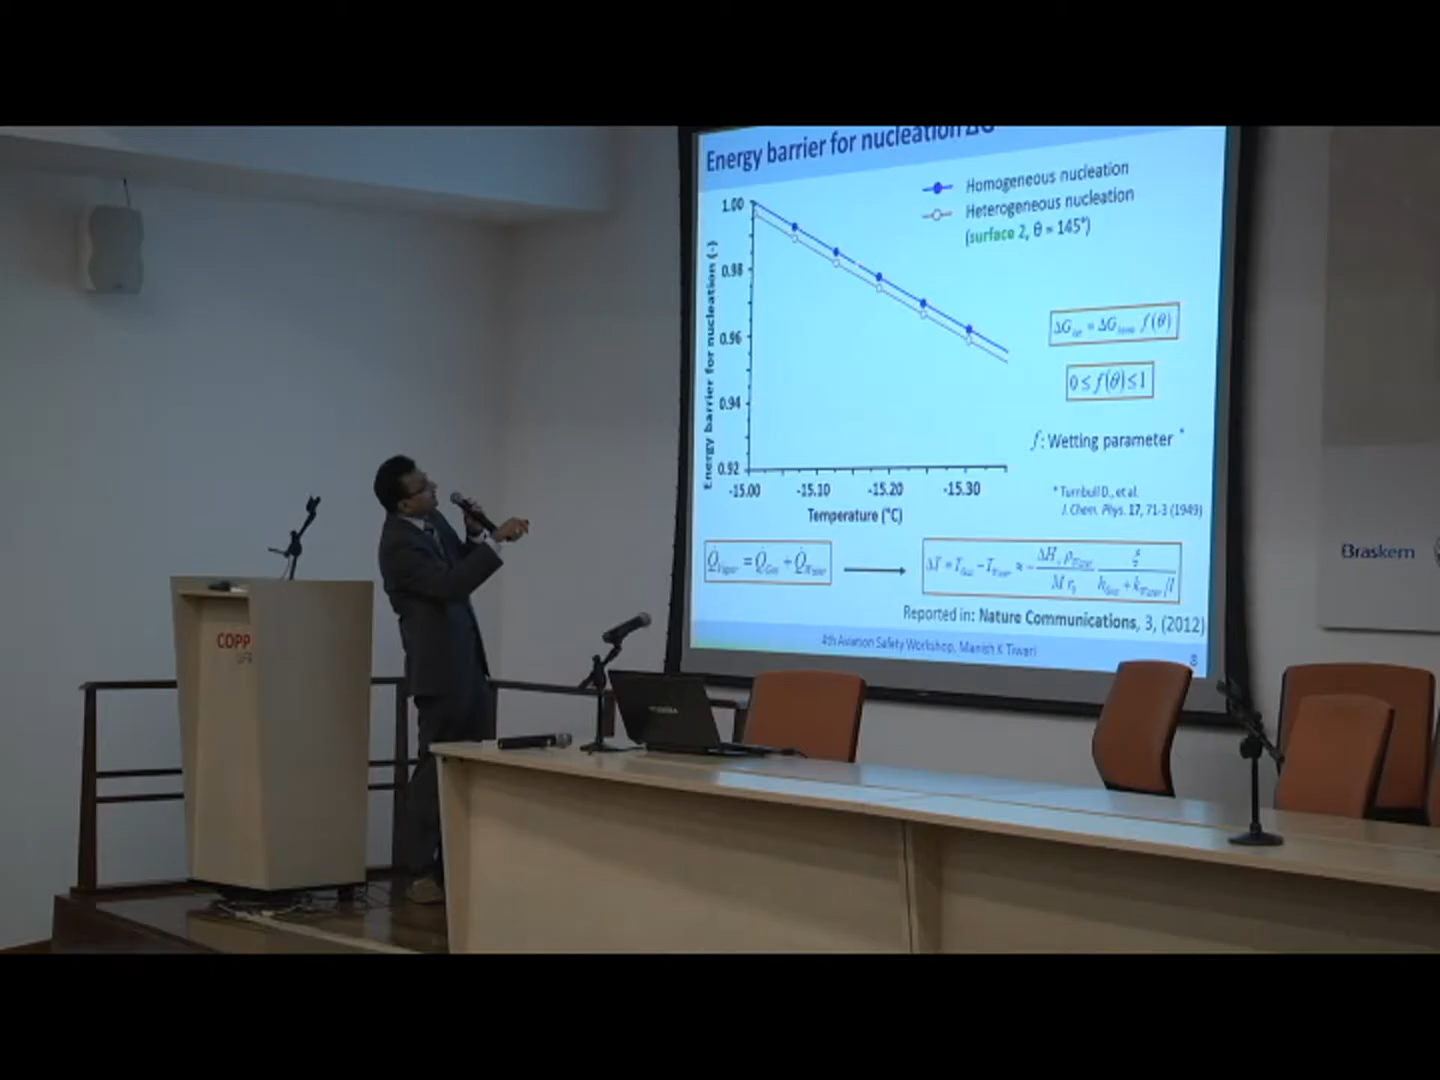 Energy barrier for nucleation ΔG
Homogeneous nucleation
Heterogeneous nucleation
(surface 2, θ = 145°)
1.00
0.98
0.96
0.94
0.92
Energy barrier for nucleation (-)
-15.00 -15.10 -15.20 -15.30
Temperature (°C)
0 ≤ f(θ) ≤ 1
f: Wetting parameter *
* Turnbull D., et al.
J. Chem. Phys. 17, 71-3 (1949)
Reported in: Nature Communications, 3, (2012)
4th Aviation Safety Workshop, Manish K Tiwari
8
COPP
Braskem